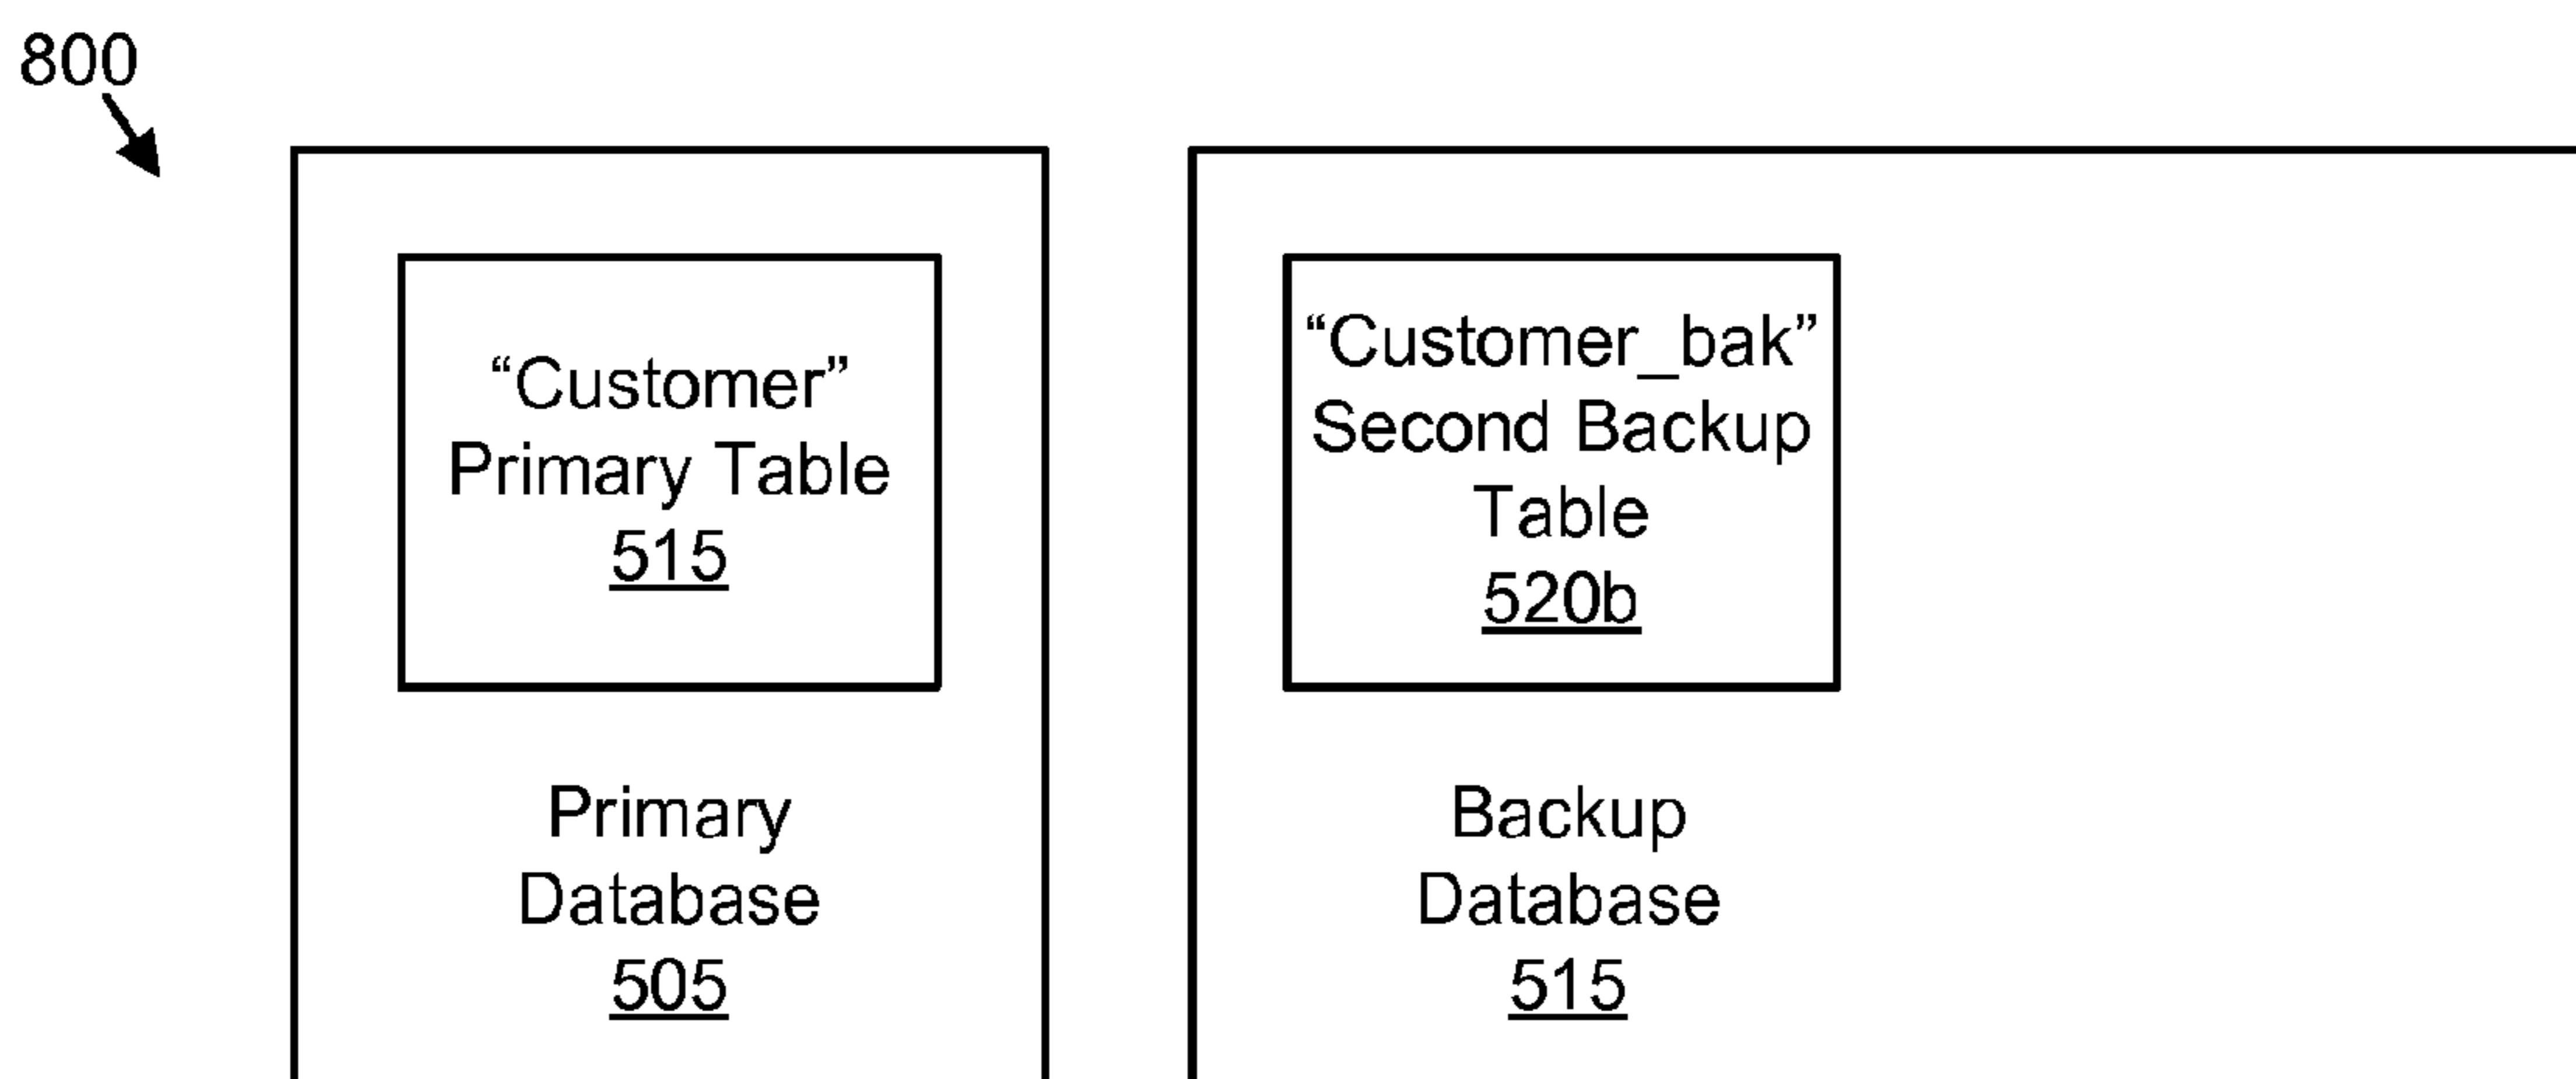 800
“Customer”
Primary Table
515
Primary
Database
505
“Customer_bak”
Second Backup
Table
520b
Backup
Database
515